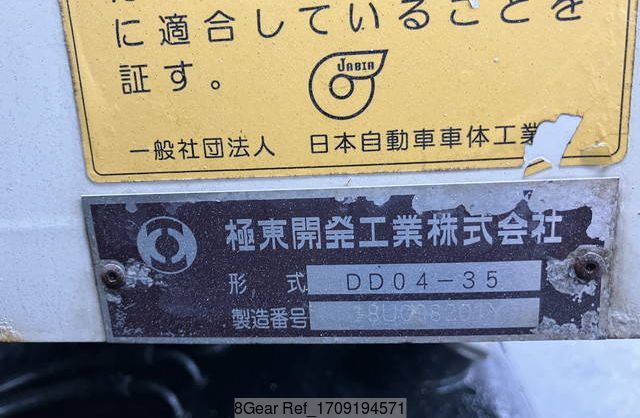 に適合していることを
証す。
JABIA
一般社団法人 日本自動車車体工業
極東開発工業株式会社
形式 DD04-35
製造番号
8Gear Ref_1709194571